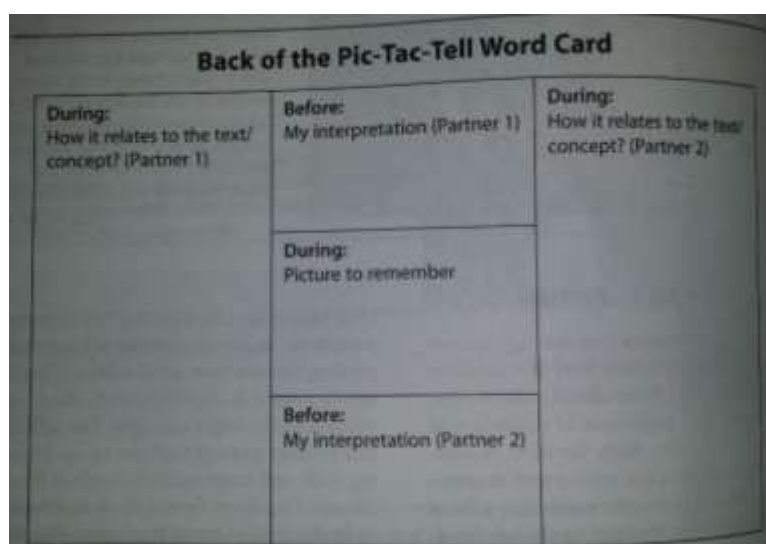 Back of the Pic-Tac-Tell Word Card
During:
How it relates to the text/
concept? (Partner 1)
Before:
My interpretation (Partner 1)
During:
Picture to remember
Before:
My interpretation (Partner 2)
During:
How it relates to the text/
concept? (Partner 2)